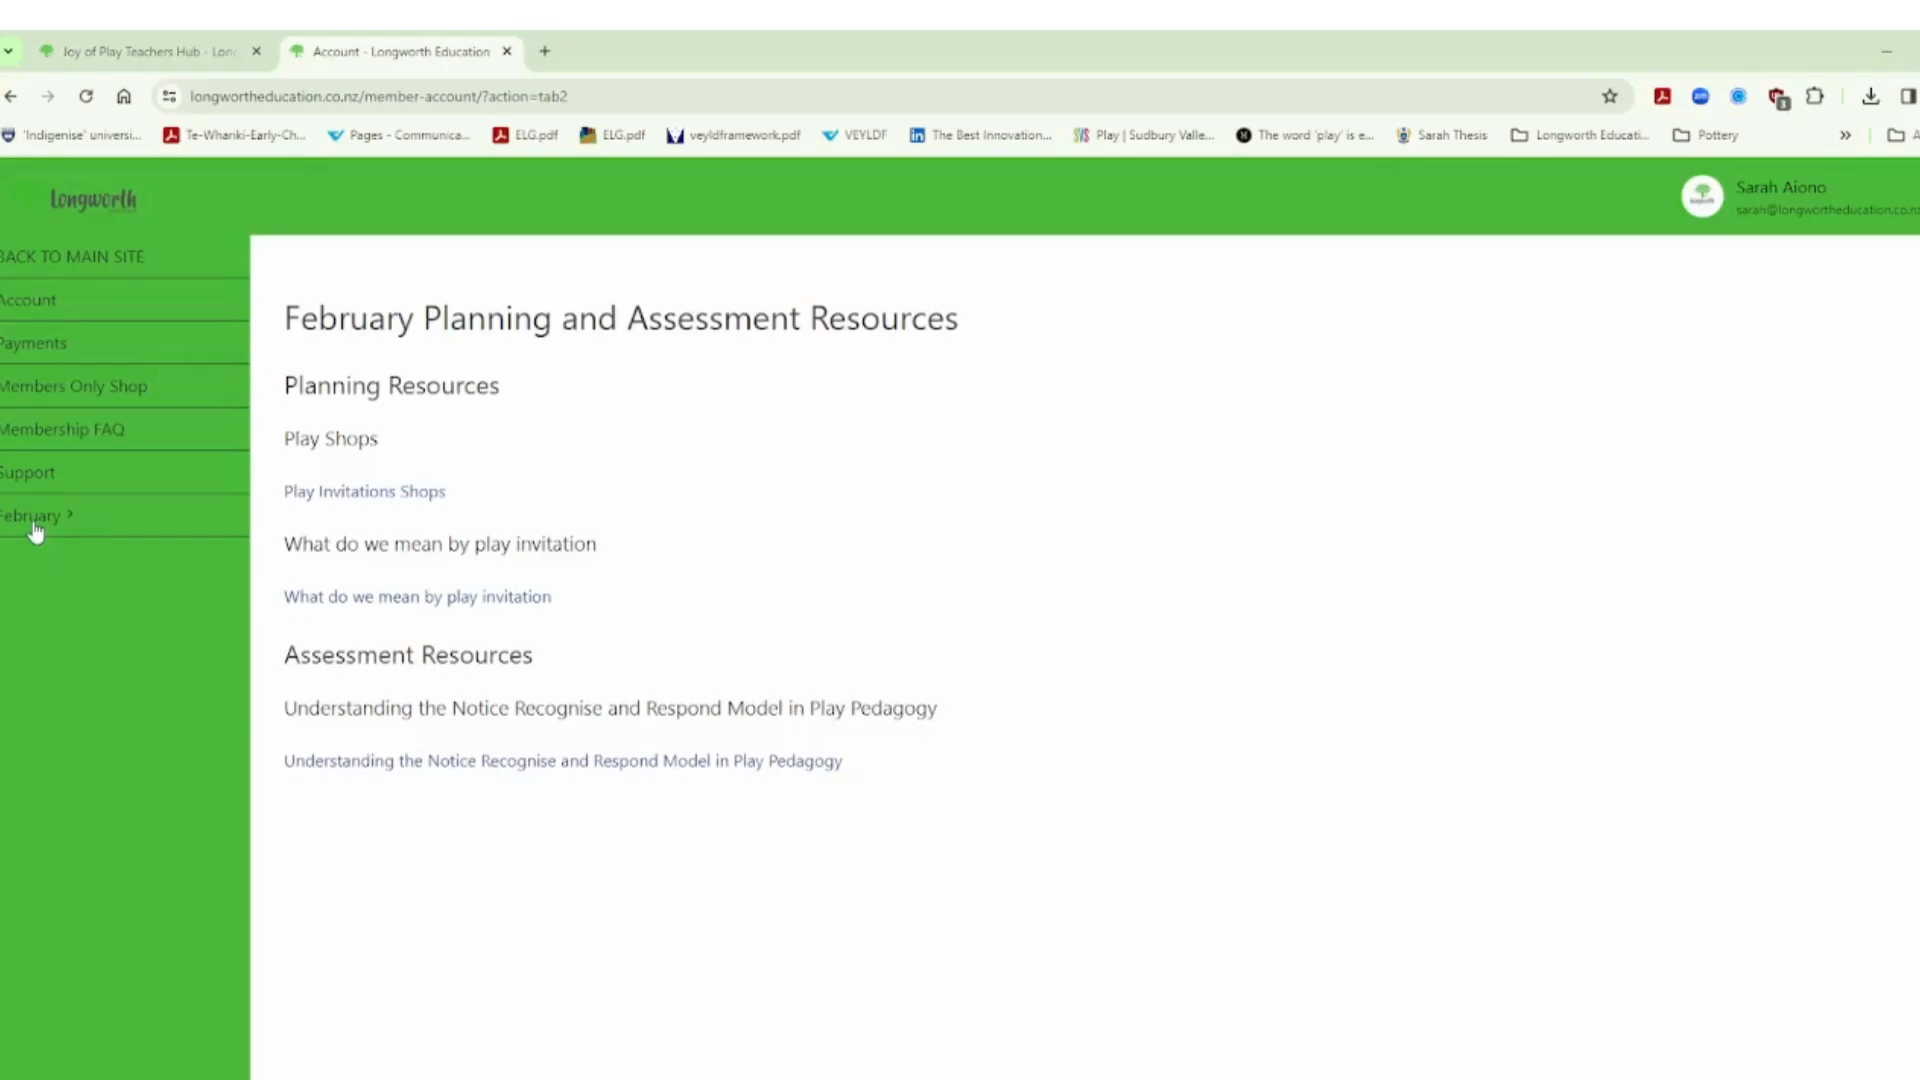 Joy of Play Teachers Hub - Lon
Account - Longworth Education
longwortheducation.co.nz/member-account/?action=tab2
'Indigenise' universi...
Te-Whariki-Early-Ch...
Pages - Communica...
ELG.pdf
ELG.pdf
veyldframework.pdf
VEYLDF
The Best Innovation...
Play | Sudbury Valle...
The word 'play' is e...
Sarah Thesis
Longworth Educati...
Pottery
longworth
Sarah Aiono
sarah@longwortheducation.co.nz
BACK TO MAIN SITE
Account
Payments
Members Only Shop
Membership FAQ
Support
February >
February Planning and Assessment Resources
Planning Resources
Play Shops
Play Invitations Shops
What do we mean by play invitation
What do we mean by play invitation
Assessment Resources
Understanding the Notice Recognise and Respond Model in Play Pedagogy
Understanding the Notice Recognise and Respond Model in Play Pedagogy